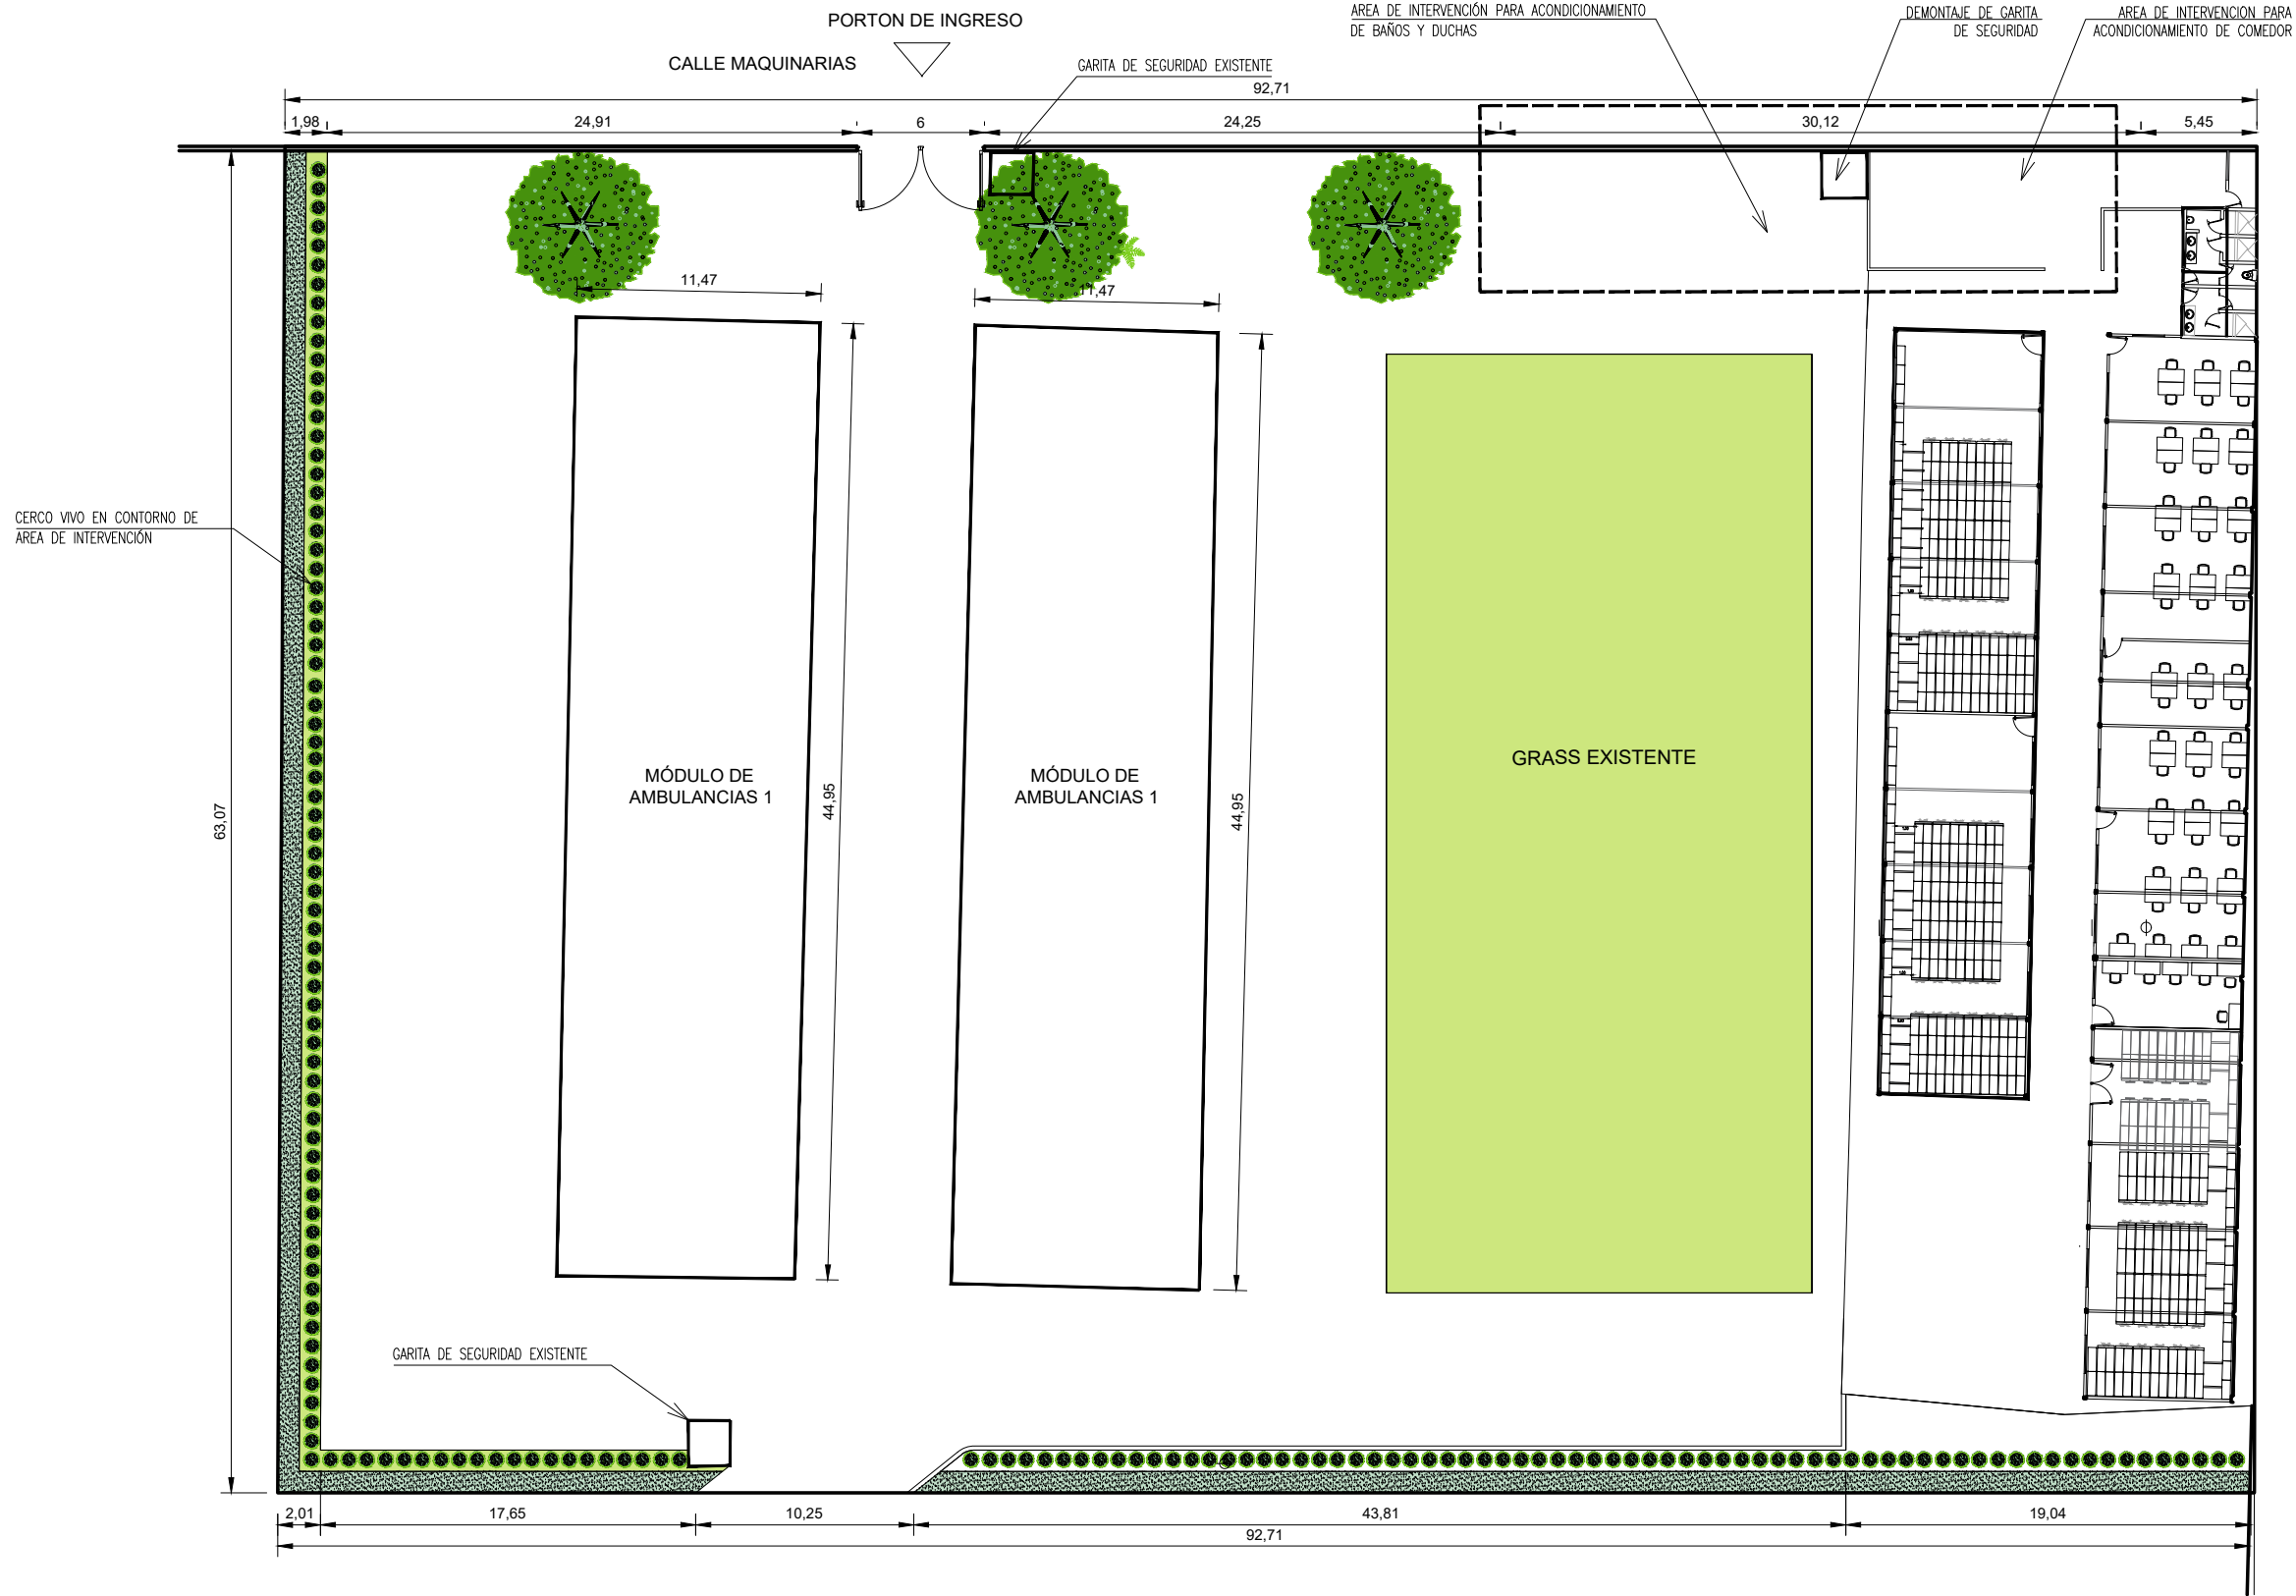 PORTON DE INGRESO
CALLE MAQUINARIAS
GARITA DE SEGURIDAD EXISTENTE
AREA DE INTERVENCIÓN PARA ACONDICIONAMIENTO
DE BAÑOS Y DUCHAS
DEMONTAJE DE GARITA
DE SEGURIDAD
AREA DE INTERVENCION PARA
ACONDICIONAMIENTO DE COMEDOR
92,71
1,98
24,91
6
24,25
30,12
5,45
11,47
11,47
CERCO VIVO EN CONTORNO DE
AREA DE INTERVENCIÓN
63,07
MÓDULO DE
AMBULANCIAS 1
44,95
MÓDULO DE
AMBULANCIAS 1
44,95
GRASS EXISTENTE
GARITA DE SEGURIDAD EXISTENTE
2,01
17,65
10,25
43,81
19,04
92,71